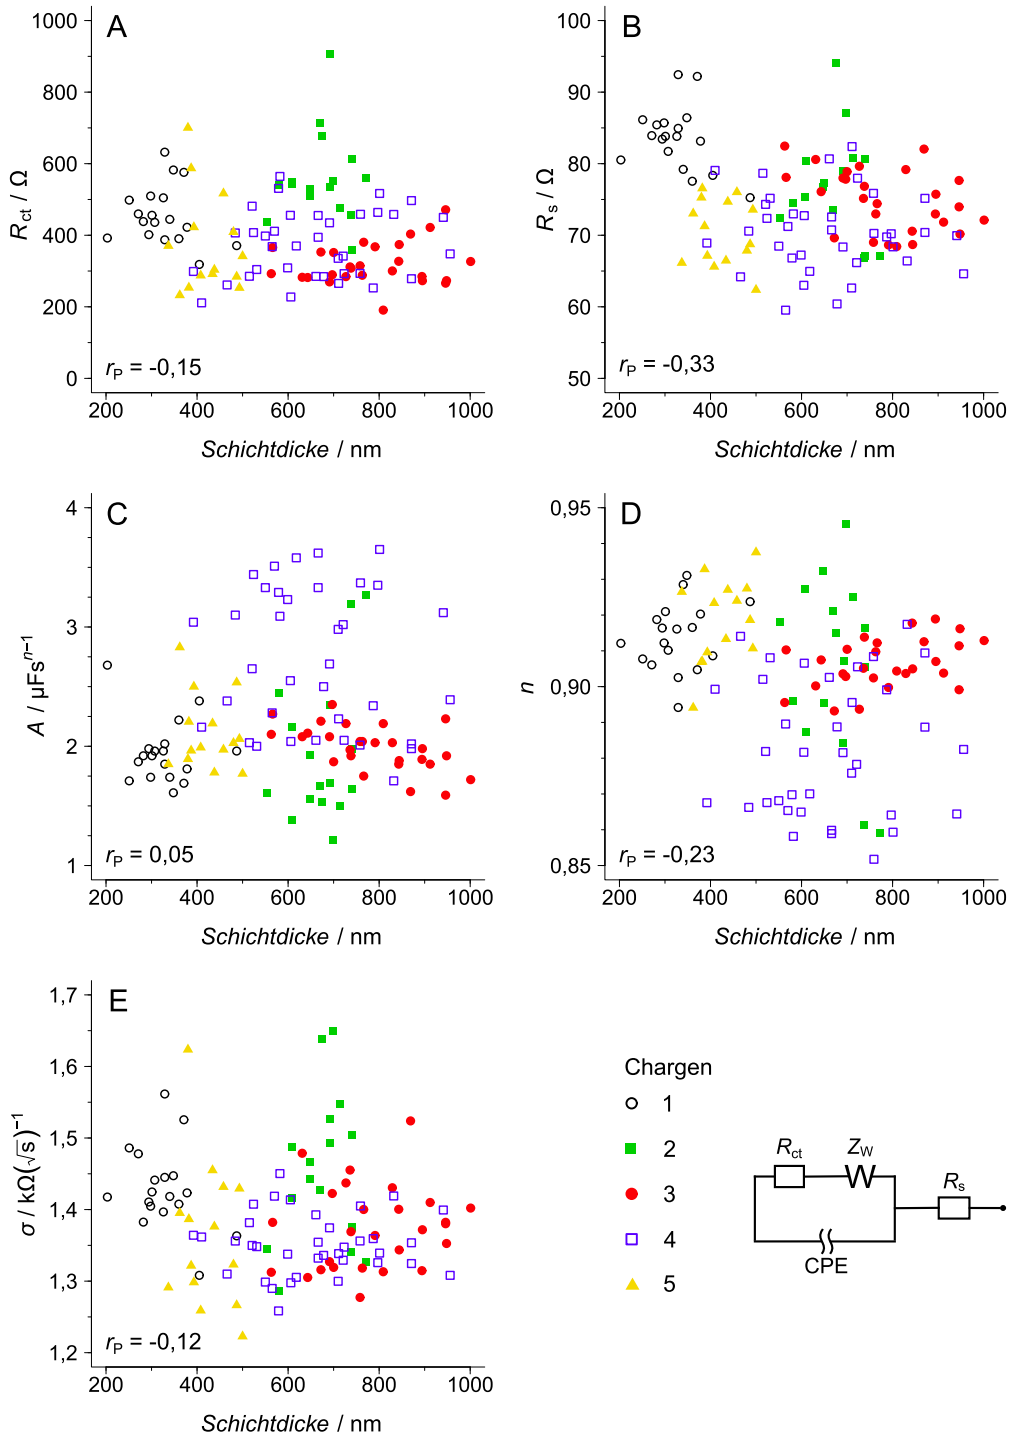 A
1000
800
600
400
200
0
R_ct / Ω
r_P = -0,15
200 400 600 800 1000
Schichtdicke / nm
B
100
90
80
70
60
50
R_s / Ω
r_P = -0,33
200 400 600 800 1000
Schichtdicke / nm
C
4
3
2
1
A / µFs^{n−1}
r_P = 0,05
200 400 600 800 1000
Schichtdicke / nm
D
0,95
0,90
0,85
n
r_P = -0,23
200 400 600 800 1000
Schichtdicke / nm
E
1,7
1,6
1,5
1,4
1,3
1,2
σ / kΩ(√s)^{−1}
r_P = -0,12
200 400 600 800 1000
Schichtdicke / nm
Chargen
1
2
3
4
5
R_ct Z_W
R_s
CPE